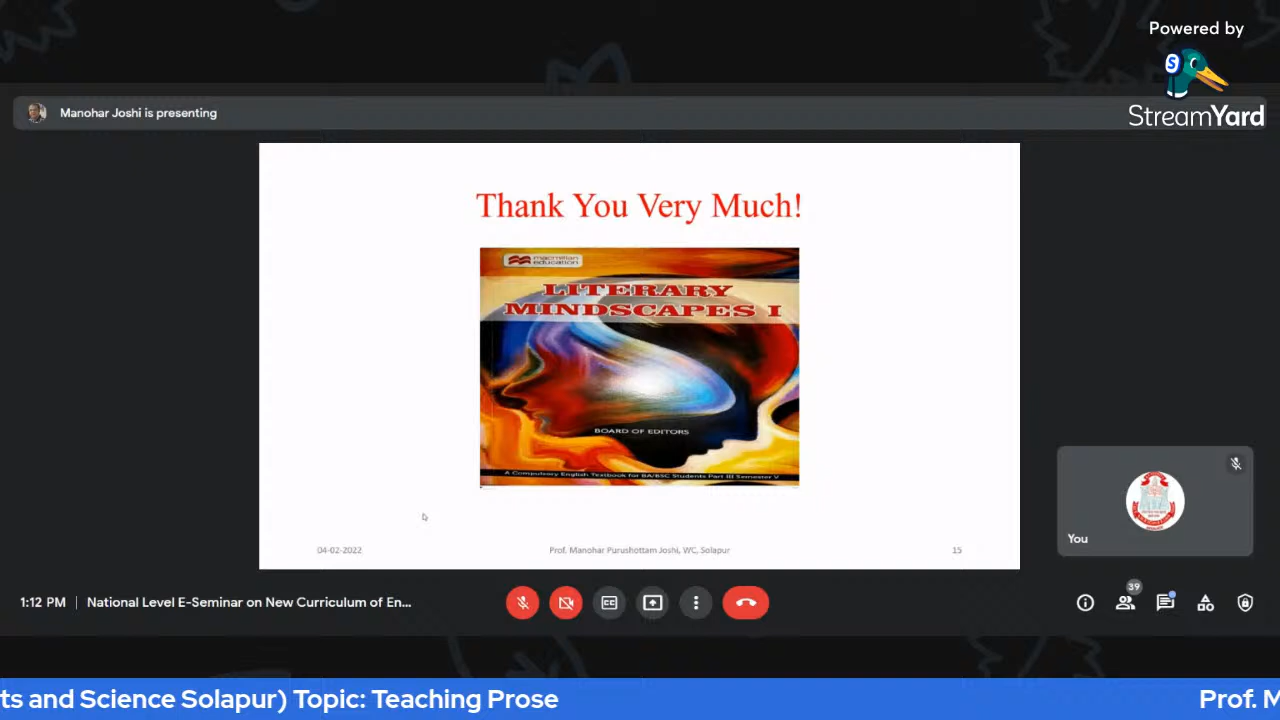 Powered by
S
StreamYard
Manohar Joshi is presenting
Thank You Very Much!
macmillan
education
LITERARY
MINDSCAPES I
BOARD OF EDITORS
A Compulsory English Textbook for BA/BSC Students Part III Semester V
04-02-2022
Prof. Manohar Purushottam Joshi, WC, Solapur
15
You
1:12 PM
National Level E-Seminar on New Curriculum of En...
CC
39
ts and Science Solapur) Topic: Teaching Prose
Prof. M